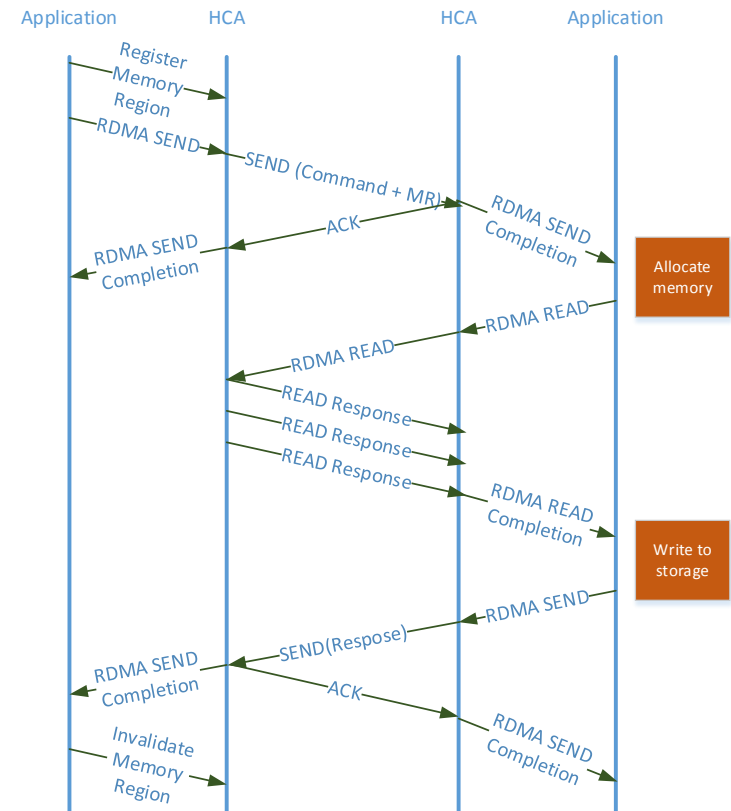 Application
HCA
HCA
Application
Register
Memory
Region
RDMA SEND
SEND (Command + MR)
RDMA SEND
Completion
ACK
RDMA SEND
Completion
Allocate
memory
RDMA READ
RDMA READ
READ Response
READ Response
READ Response
RDMA READ
Completion
Write to
storage
RDMA SEND
SEND(Respose)
RDMA SEND
Completion
ACK
RDMA SEND
Completion
Invalidate
Memory
Region